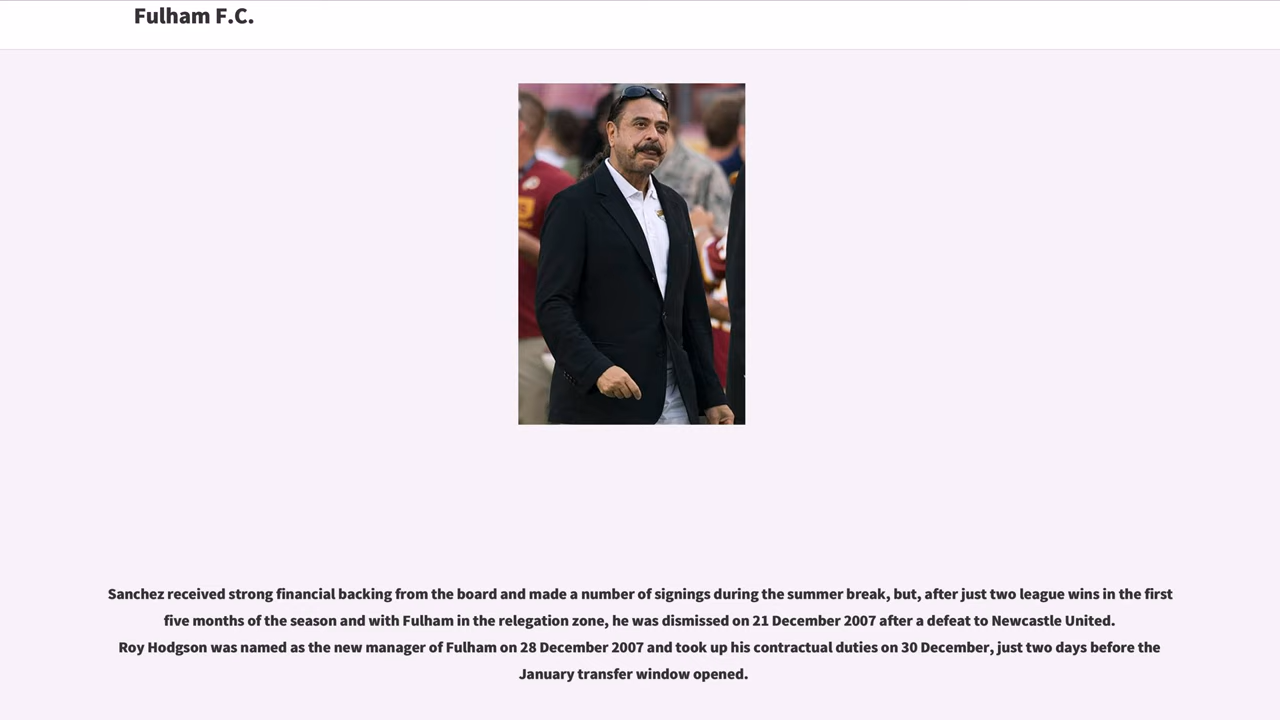 Fulham F.C.
Sanchez received strong financial backing from the board and made a number of signings during the summer break, but, after just two league wins in the first
five months of the season and with Fulham in the relegation zone, he was dismissed on 21 December 2007 after a defeat to Newcastle United.
Roy Hodgson was named as the new manager of Fulham on 28 December 2007 and took up his contractual duties on 30 December, just two days before the
January transfer window opened.